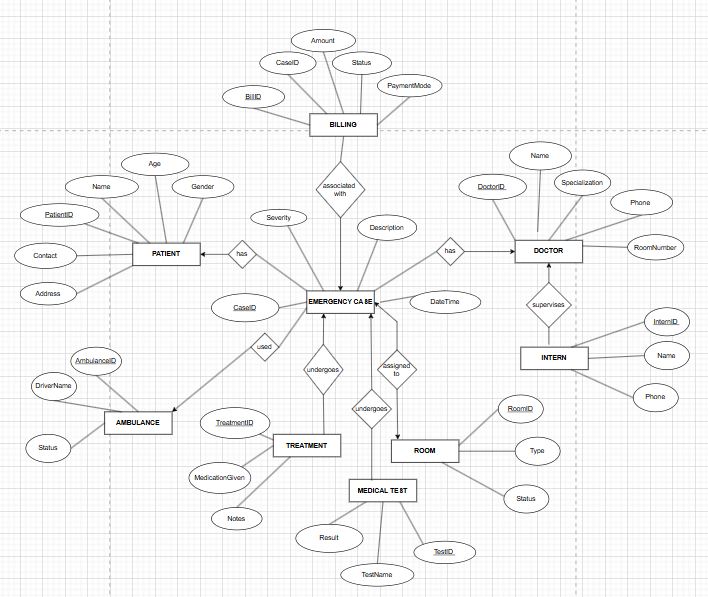 Amount
CaseID
Status
PaymentMode
BillID
BILLING
Age
Name
Gender
PatientID
Contact
Address
PATIENT
has
associated
with
Severity
Description
CaseID
EMERGENCY CASE
DateTime
has
Name
DoctorID
Specialization
Phone
RoomNumber
DOCTOR
supervises
InternID
Name
Phone
INTERN
used
AmbulanceID
DriverName
Status
AMBULANCE
undergoes
TreatmentID
TREATMENT
MedicationGiven
Notes
assigned
to
undergoes
RoomID
ROOM
Type
Status
MEDICAL TEST
Result
TestID
TestName